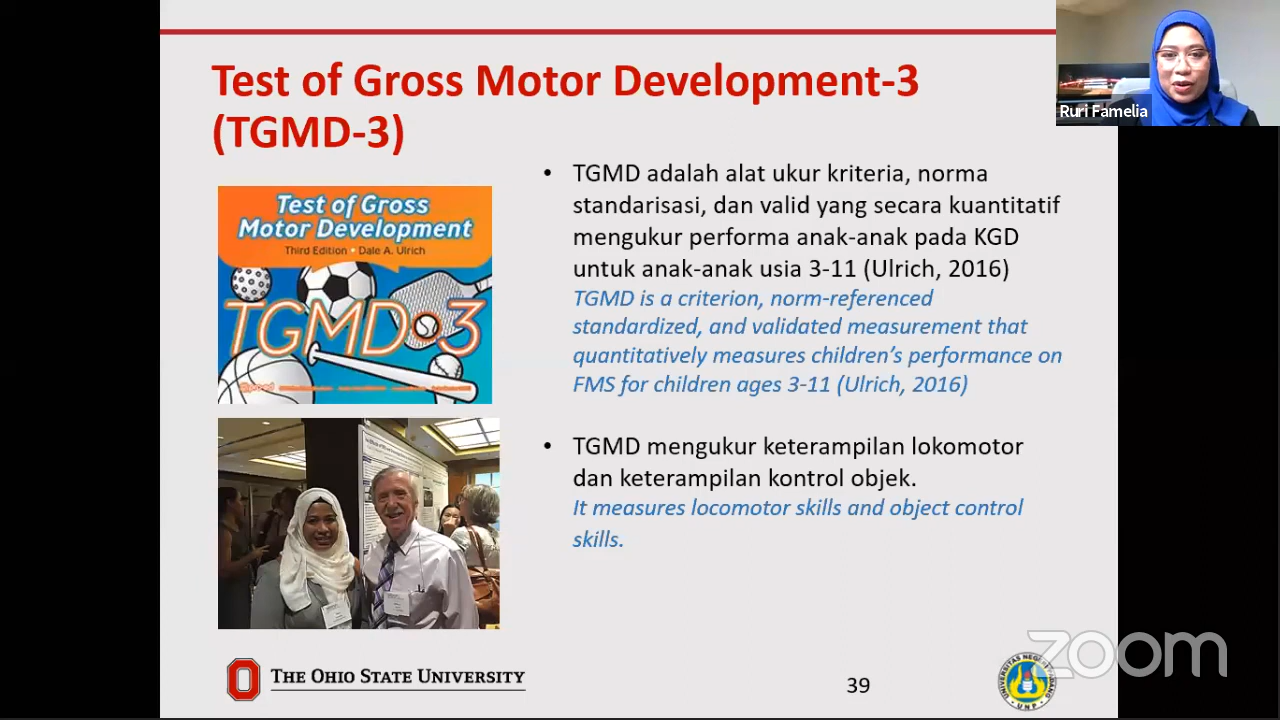 Test of Gross Motor Development-3
(TGMD-3)
Ruri Famelia
Test of Gross
Motor Development
Third Edition • Dale A. Ulrich
TGMD-3
• TGMD adalah alat ukur kriteria, norma
standarisasi, dan valid yang secara kuantitatif
mengukur performa anak-anak pada KGD
untuk anak-anak usia 3-11 (Ulrich, 2016)
TGMD is a criterion, norm-referenced
standardized, and validated measurement that
quantitatively measures children's performance on
FMS for children ages 3-11 (Ulrich, 2016)
• TGMD mengukur keterampilan lokomotor
dan keterampilan kontrol objek.
It measures locomotor skills and object control
skills.
THE OHIO STATE UNIVERSITY
39
UNIVERSITAS NEGERI PADANG
U N P
zoom